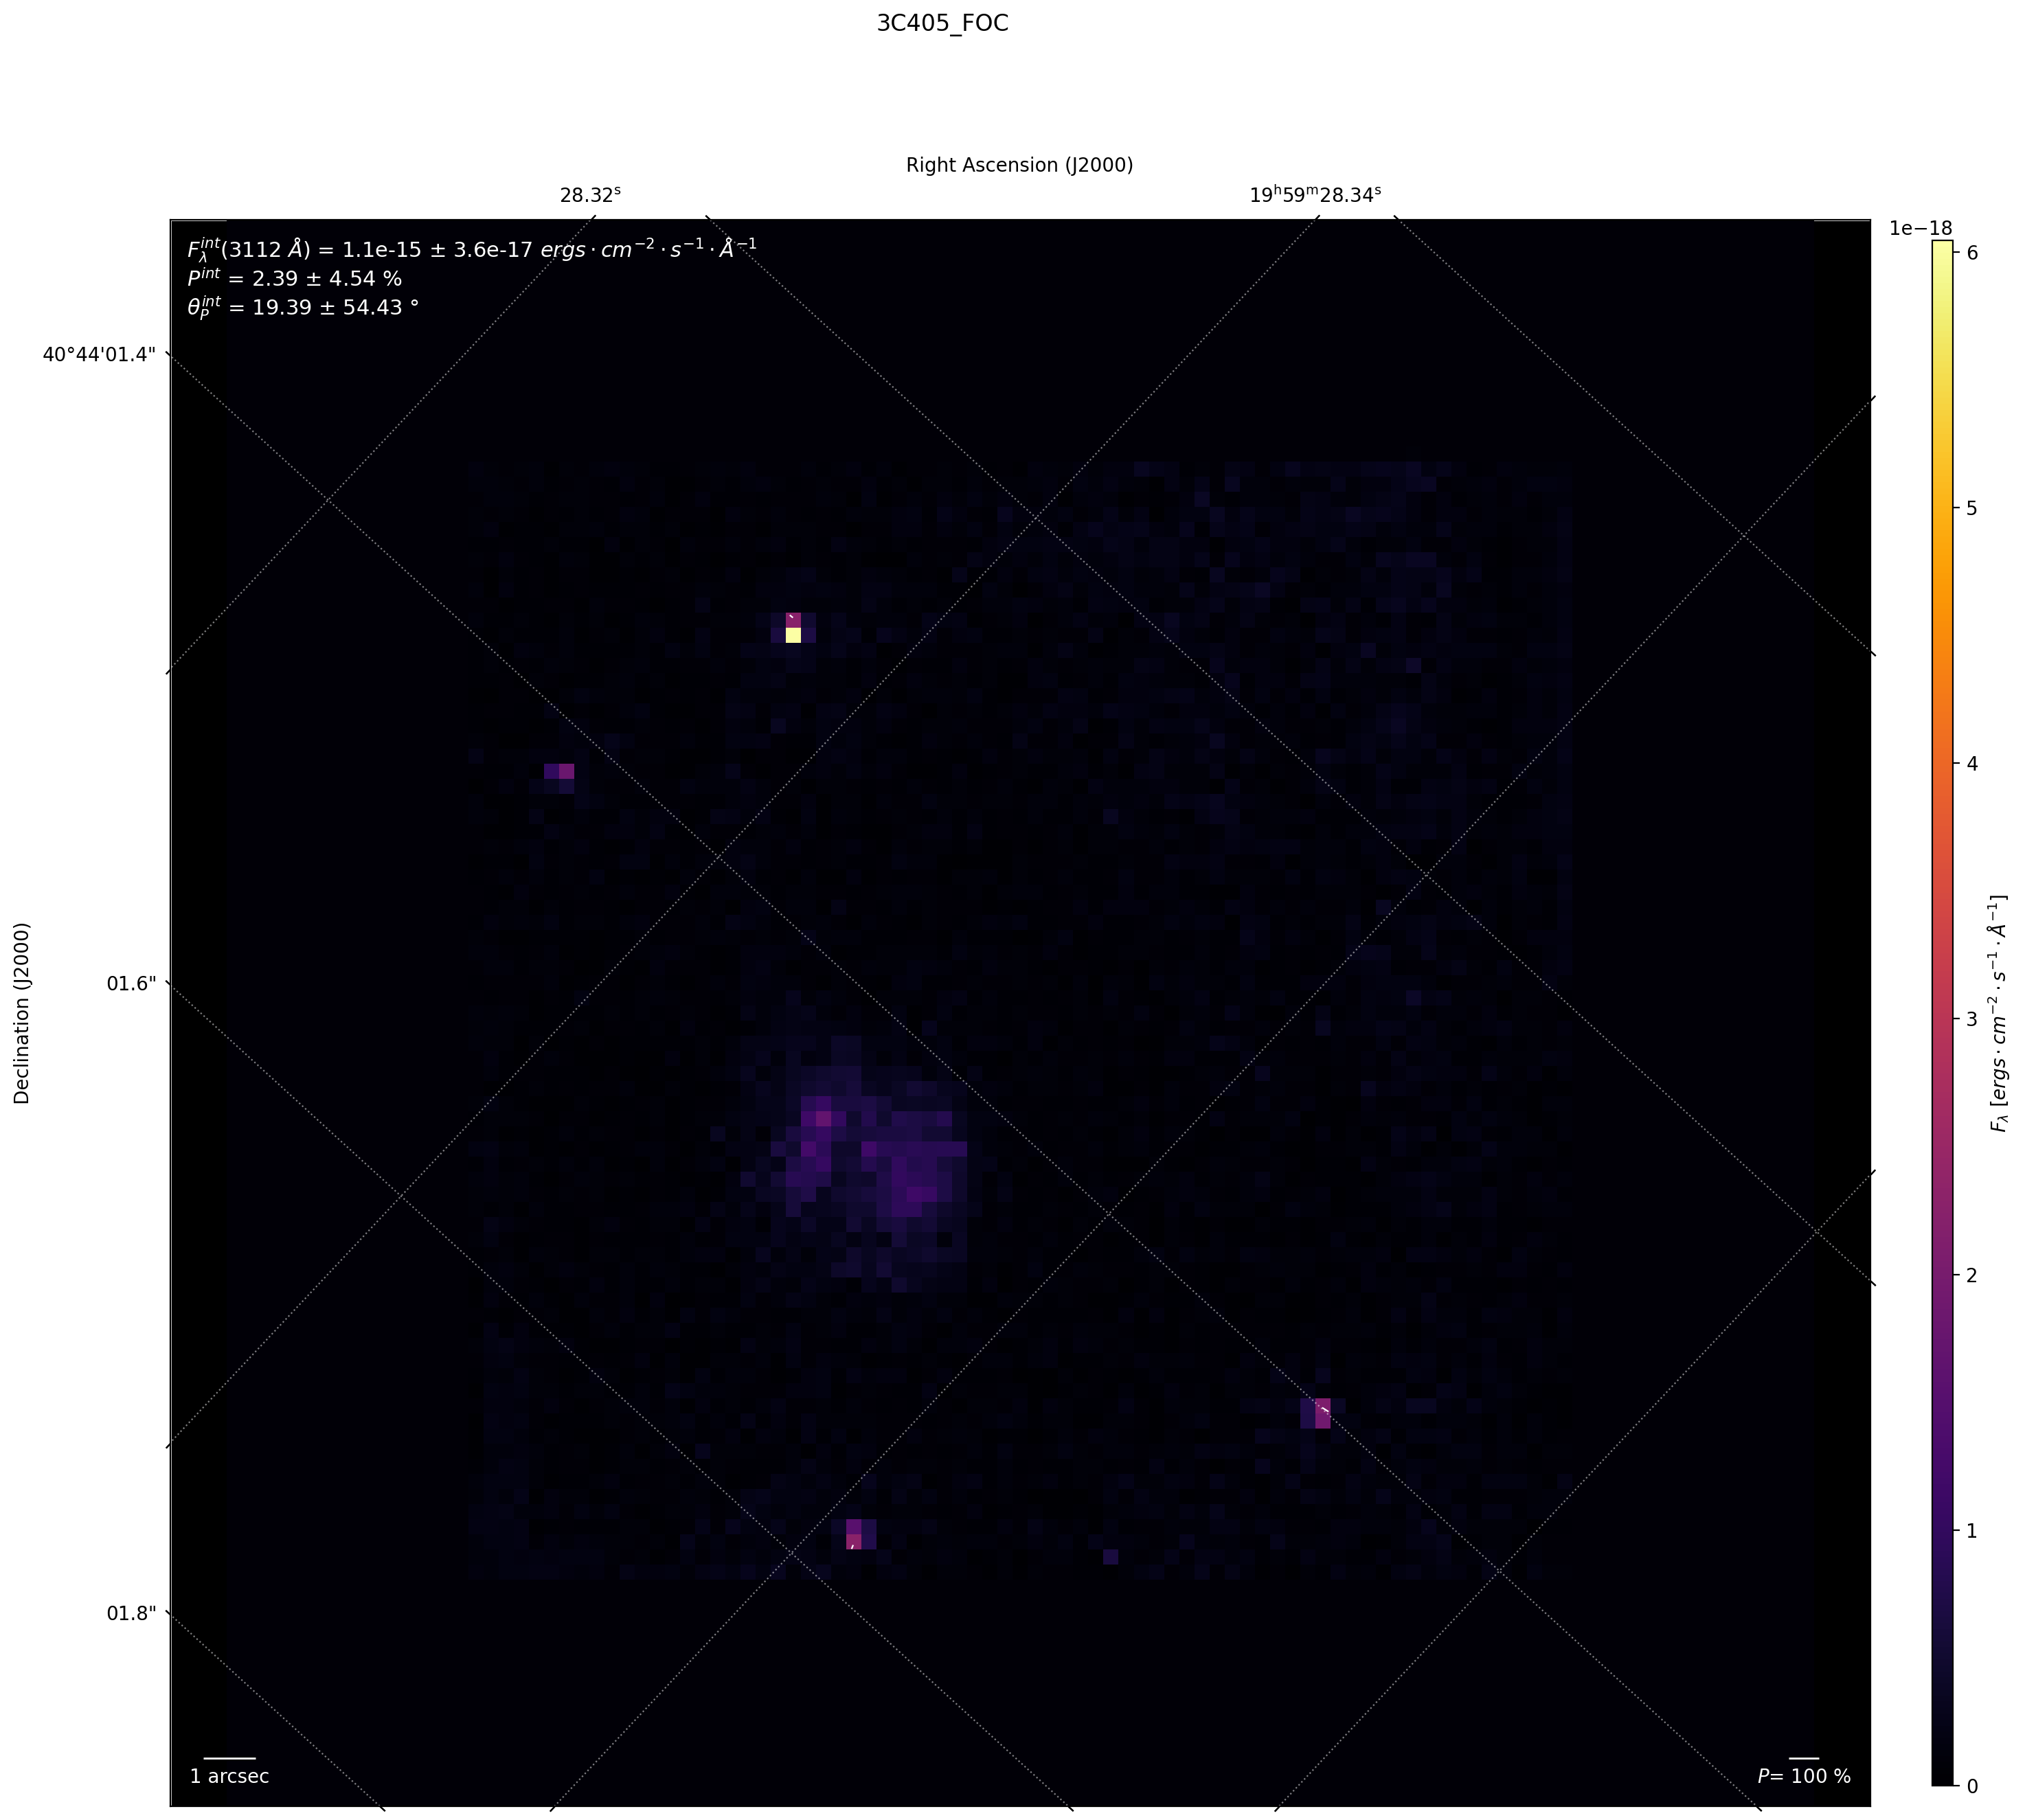 3C405_FOC
Right Ascension (J2000)
28.32ˢ
19ʰ59ᵐ28.34ˢ
1e−18
F_λ^int(3112 Å) = 1.1e-15 ± 3.6e-17 ergs · cm⁻² · s⁻¹ · Å⁻¹
P^int = 2.39 ± 4.54 %
θ_P^int = 19.39 ± 54.43 °
40°44'01.4"
01.6"
01.8"
Declination (J2000)
6
5
4
3
2
1
0
F_λ [ergs · cm⁻² · s⁻¹ · Å⁻¹]
1 arcsec
P= 100 %